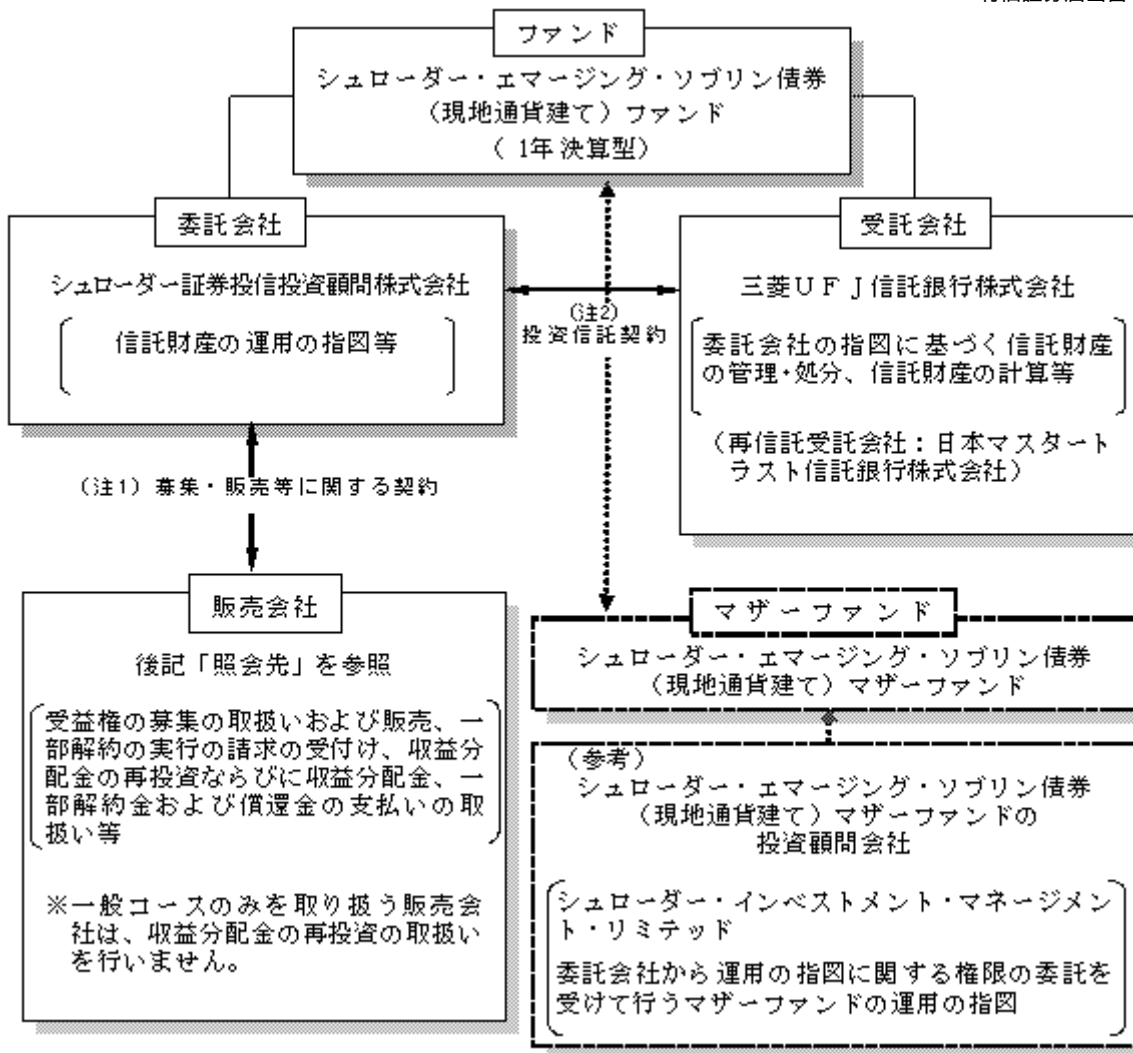 ファンド
シュローダー・エマージング・ソブリン債券
(現地通貨建て)ファンド
( 1年決算型)
委託会社
シュローダー証券投信投資顧問株式会社
信託財産の運用の指図等
(注2)
投資信託契約
受託会社
三菱UFJ信託銀行株式会社
委託会社の指図に基づく信託財産
の管理・処分、信託財産の計算等
(再信託受託会社:日本マスタート
ラスト信託銀行株式会社)
(注1)募集・販売等に関する契約
販売会社
後記「照会先」を参照
受益権の募集の取扱いおよび販売、一
部解約の実行の請求の受付け、収益分
配金の再投資ならびに収益分配金、一
部解約金および償還金の支払いの取
扱い等
※一般コースのみを取り扱う販売会
社は、収益分配金の再投資の取扱い
を行いません。
マザーファンド
シュローダー・エマージング・ソブリン債券
(現地通貨建て)マザーファンド
(参考)
シュローダー・エマージング・ソブリン債券
(現地通貨建て)マザーファンドの
投資顧問会社
シュローダー・インベストメント・マネージメン
ト・リミテッド
委託会社から運用の指図に関する権限の委託を
受けて行うマザーファンドの運用の指図